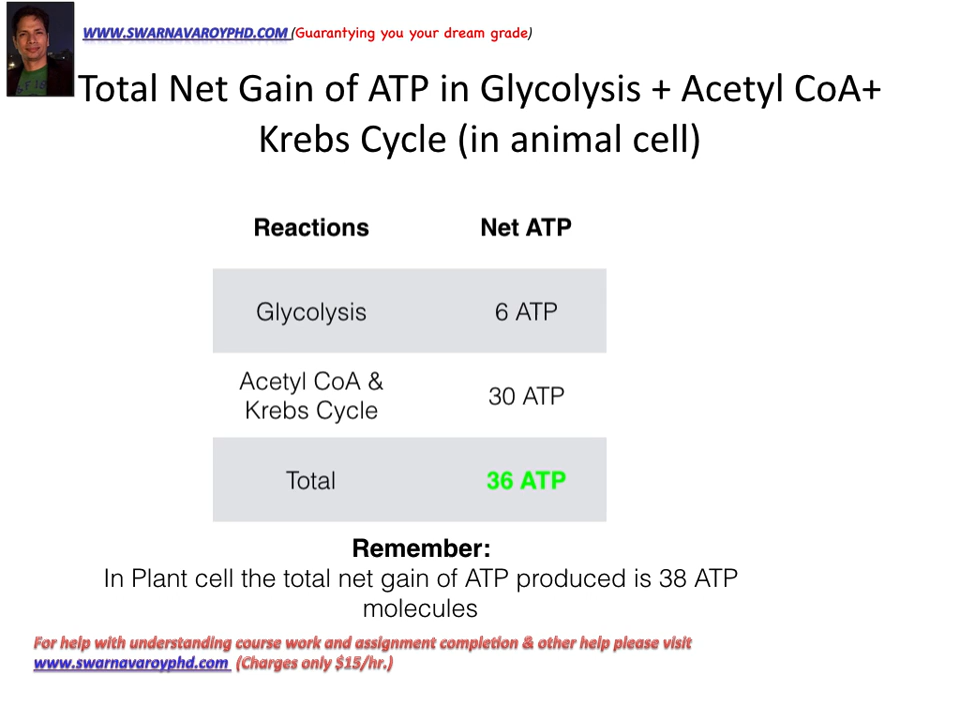 WWW.SWARNAVAROYPHD.COM (Guarantying you your dream grade)
Total Net Gain of ATP in Glycolysis + Acetyl CoA+
Krebs Cycle (in animal cell)
Reactions Net ATP
Glycolysis 6 ATP
Acetyl CoA &
Krebs Cycle 30 ATP
Total 36 ATP
Remember:
In Plant cell the total net gain of ATP produced is 38 ATP
molecules
For help with understanding course work and assignment completion & other help please visit
www.swarnavaroyphd.com (Charges only $15/hr.)